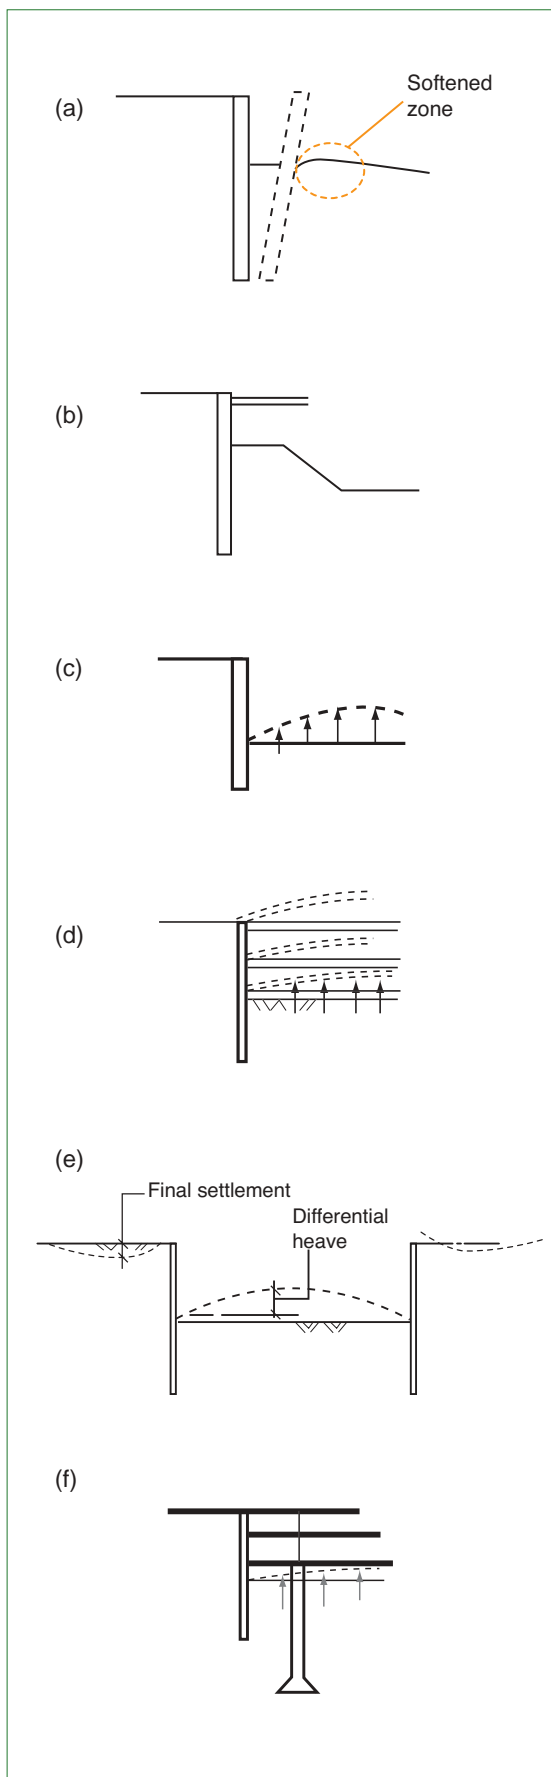 (a)
Softened
zone
(b)
(c)
(d)
(e)
Final settlement
Differential
heave
(f)